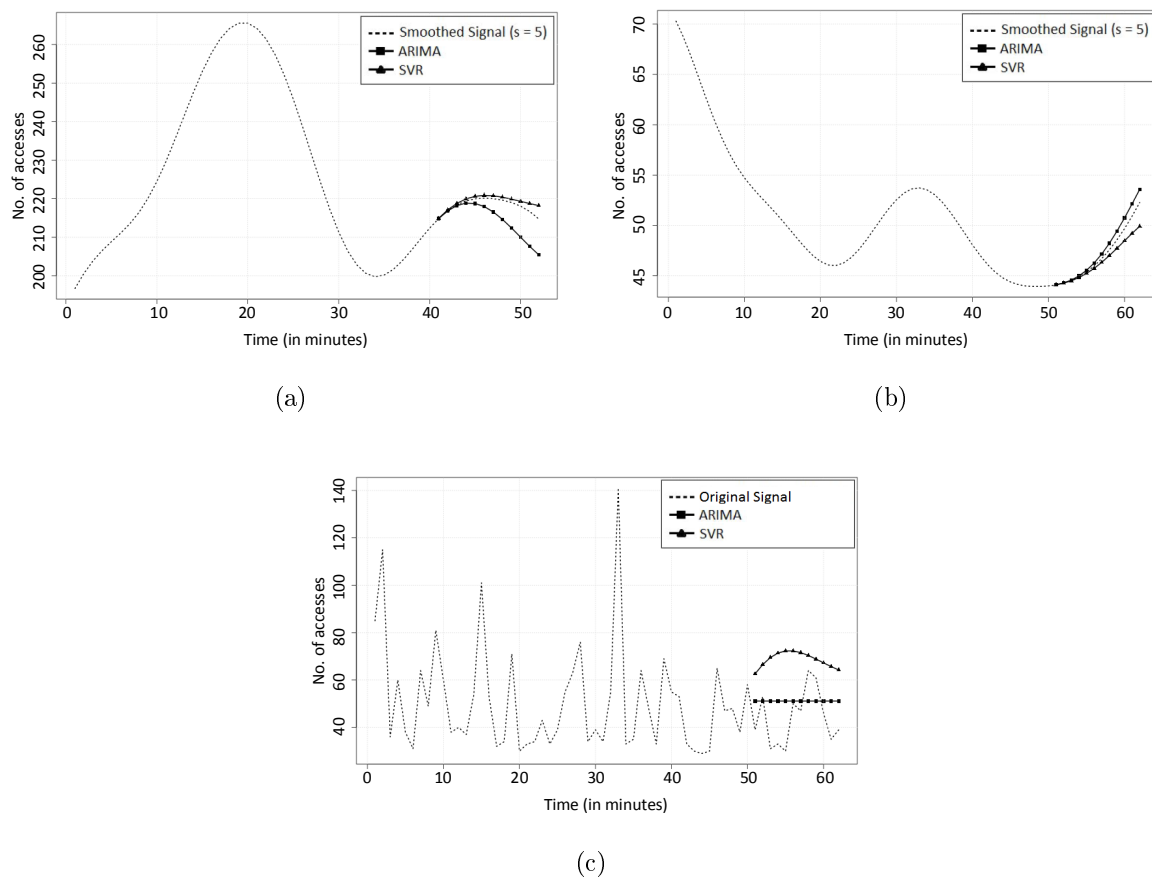 Smoothed Signal (s = 5)
ARIMA
SVR
No. of accesses
260
250
240
230
220
210
200
0 10 20 30 40 50
Time (in minutes)
(a)
Smoothed Signal (s = 5)
ARIMA
SVR
No. of accesses
70
65
60
55
50
45
0 10 20 30 40 50 60
Time (in minutes)
(b)
Original Signal
ARIMA
SVR
No. of accesses
140
120
100
80
60
40
0 10 20 30 40 50 60
Time (in minutes)
(c)